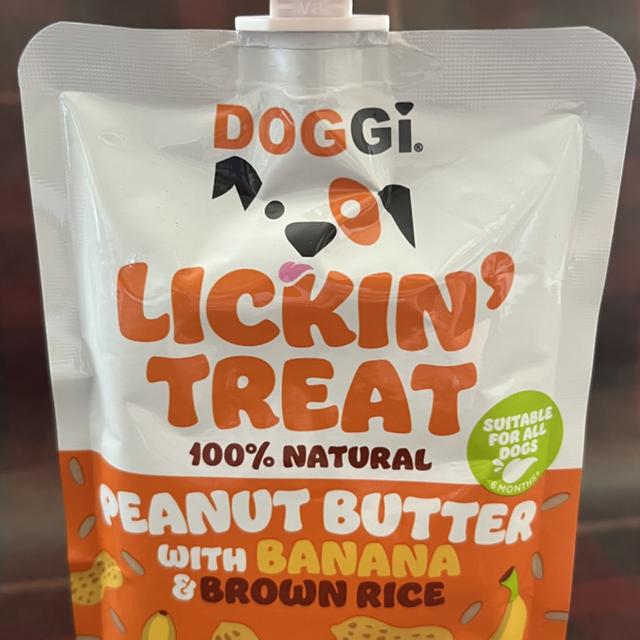 DOGGi®
LICKIN'
TREAT
100% NATURAL
SUITABLE
FOR ALL
DOGS
6 MONTHS+
PEANUT BUTTER
WITH BANANA
& BROWN RICE